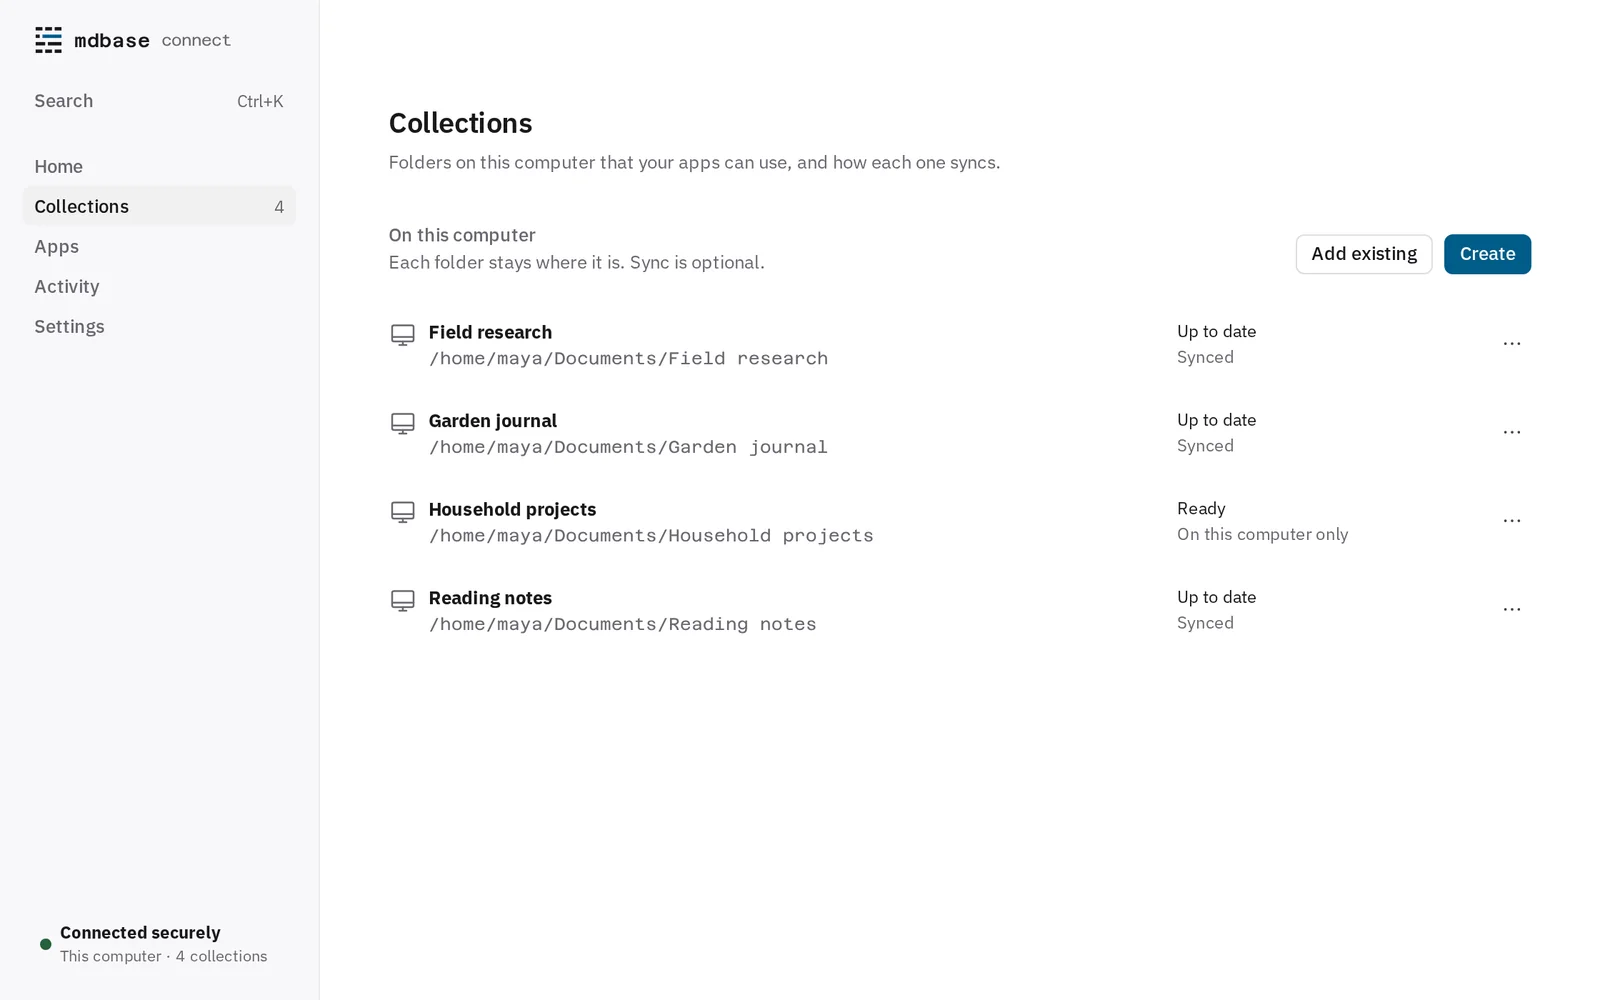 mdbase connect
Search Ctrl+K
Home
Collections 4
Apps
Activity
Settings
Connected securely
This computer · 4 collections
Collections
Folders on this computer that your apps can use, and how each one syncs.
On this computer
Each folder stays where it is. Sync is optional.
Add existing
Create
Field research
/home/maya/Documents/Field research
Up to date
Synced
...
Garden journal
/home/maya/Documents/Garden journal
Up to date
Synced
...
Household projects
/home/maya/Documents/Household projects
Ready
On this computer only
...
Reading notes
/home/maya/Documents/Reading notes
Up to date
Synced
...